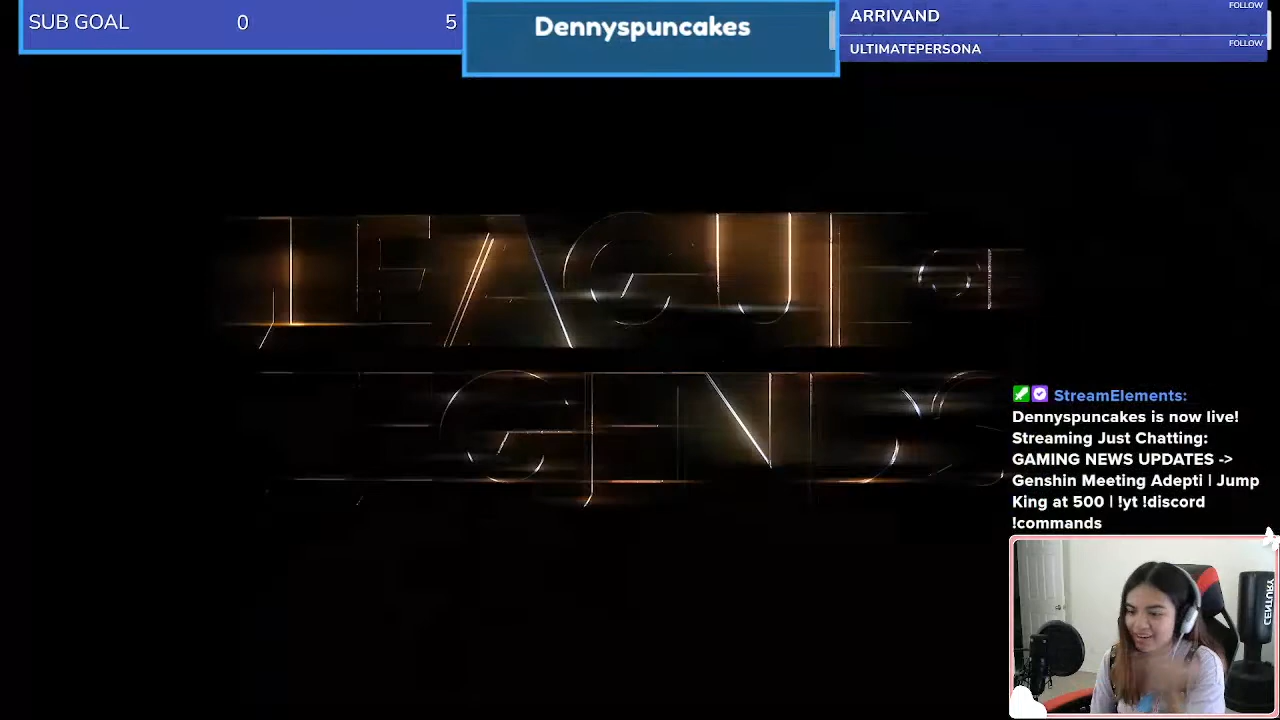 SUB GOAL 0 5
Dennyspuncakes
ARRIVAND FOLLOW
ULTIMATEPERSONA FOLLOW
LEAGUE OF
LEGENDS
StreamElements:
Dennyspuncakes is now live!
Streaming Just Chatting:
GAMING NEWS UPDATES ->
Genshin Meeting Adepti | Jump
King at 500 | !yt !discord
!commands
CENTURY